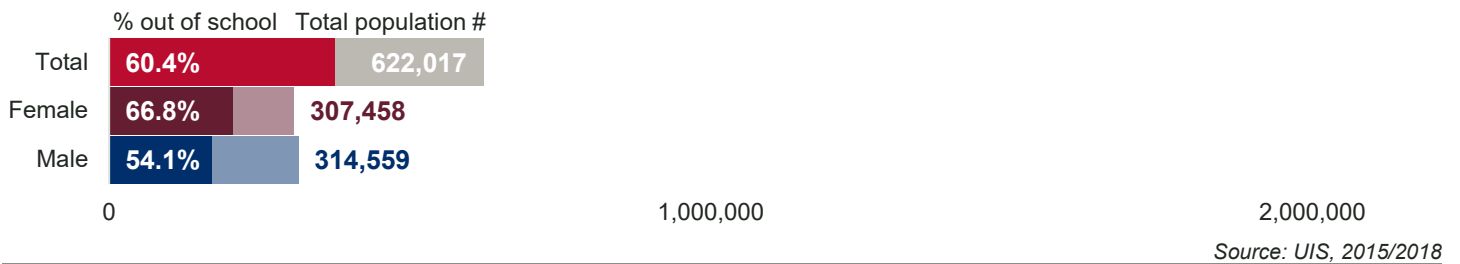 % out of school Total population #
Total 60.4% 622,017
Female 66.8% 307,458
Male 54.1% 314,559
0 1,000,000 2,000,000
Source: UIS, 2015/2018